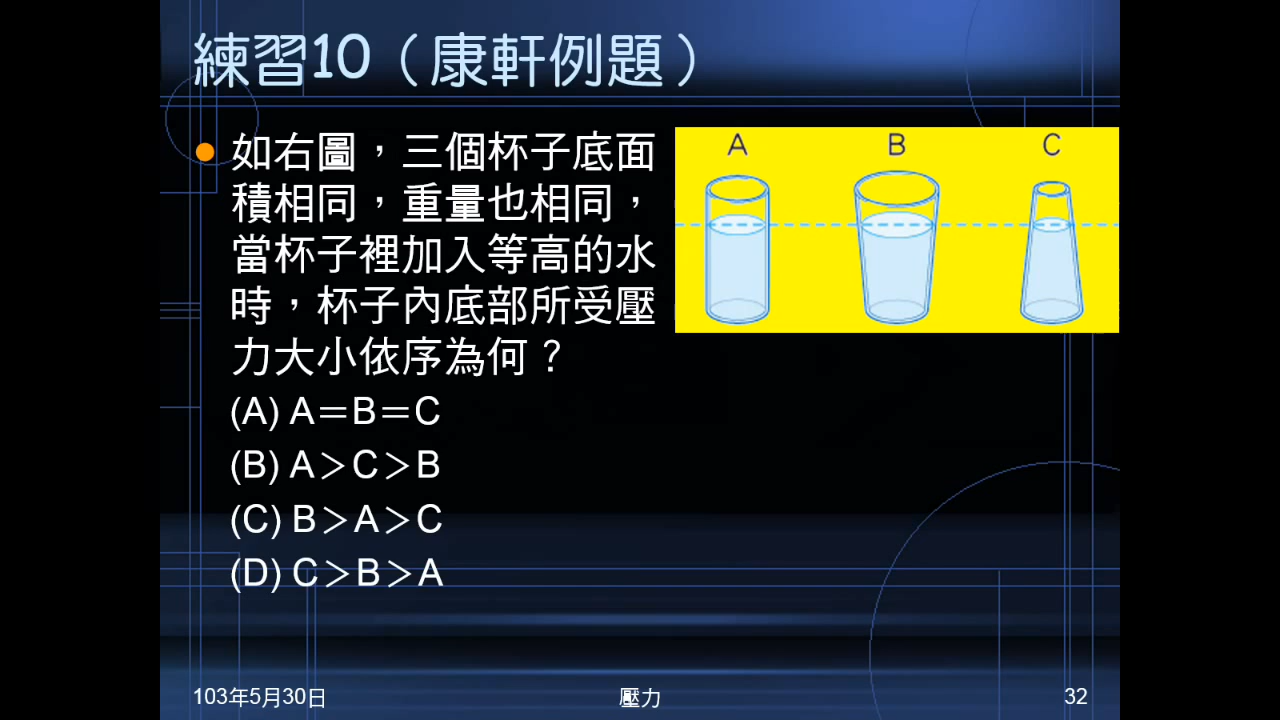 練習10（康軒例題）
如右圖，三個杯子底面
積相同，重量也相同，
當杯子裡加入等高的水
時，杯子內底部所受壓
力大小依序為何？
(A) A＝B＝C
(B) A＞C＞B
(C) B＞A＞C
(D) C＞B＞A
A B C
103年5月30日
壓力
32